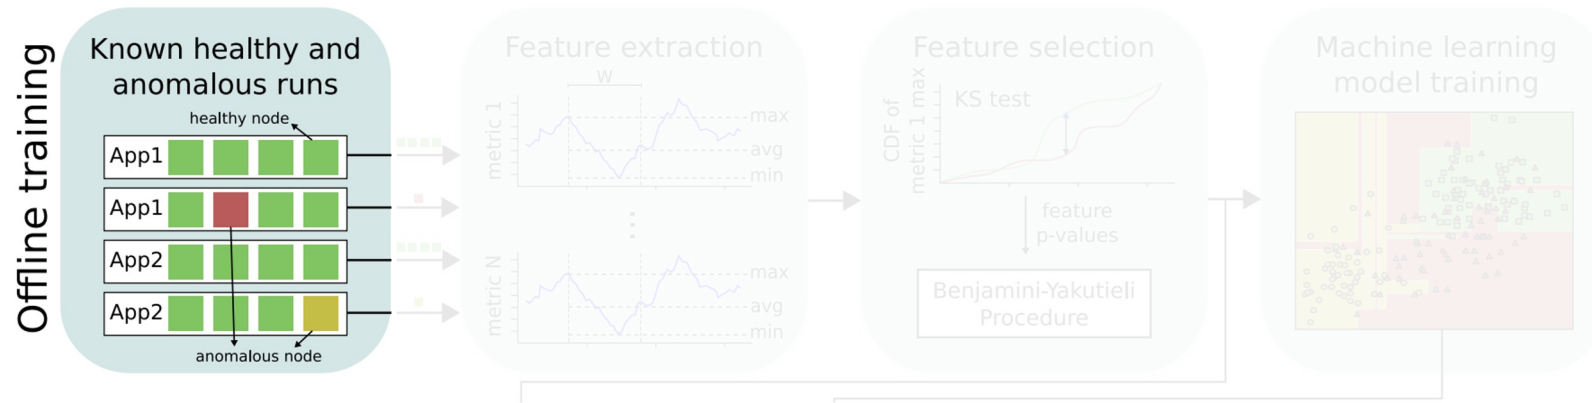 Offline training
Known healthy and
anomalous runs
healthy node
App1
App1
App2
App2
anomalous node
Feature extraction
w
metric 1
max
avg
min
metric N
max
avg
min
Feature selection
CDF of
metric 1 max
KS test
feature
p-values
Benjamini-Yakutieli
Procedure
Machine learning
model training